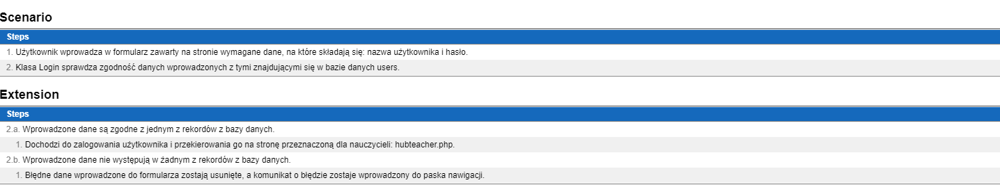 Scenario
Steps
1. Użytkownik wprowadza w formularz zawarty na stronie wymagane dane, na które składają się: nazwa użytkownika i hasło.
2. Klasa Login sprawdza zgodność danych wprowadzonych z tymi znajdującymi się w bazie danych users.
Extension
Steps
2.a. Wprowadzone dane są zgodne z jednym z rekordów z bazy danych.
1. Dochodzi do zalogowania użytkownika i przekierowania go na stronę przeznaczoną dla nauczycieli: hubteacher.php.
2.b. Wprowadzone dane nie występują w żadnym z rekordów z bazy danych.
1. Błędne dane wprowadzone do formularza zostają usunięte, a komunikat o błędzie zostaje wprowadzony do paska nawigacji.